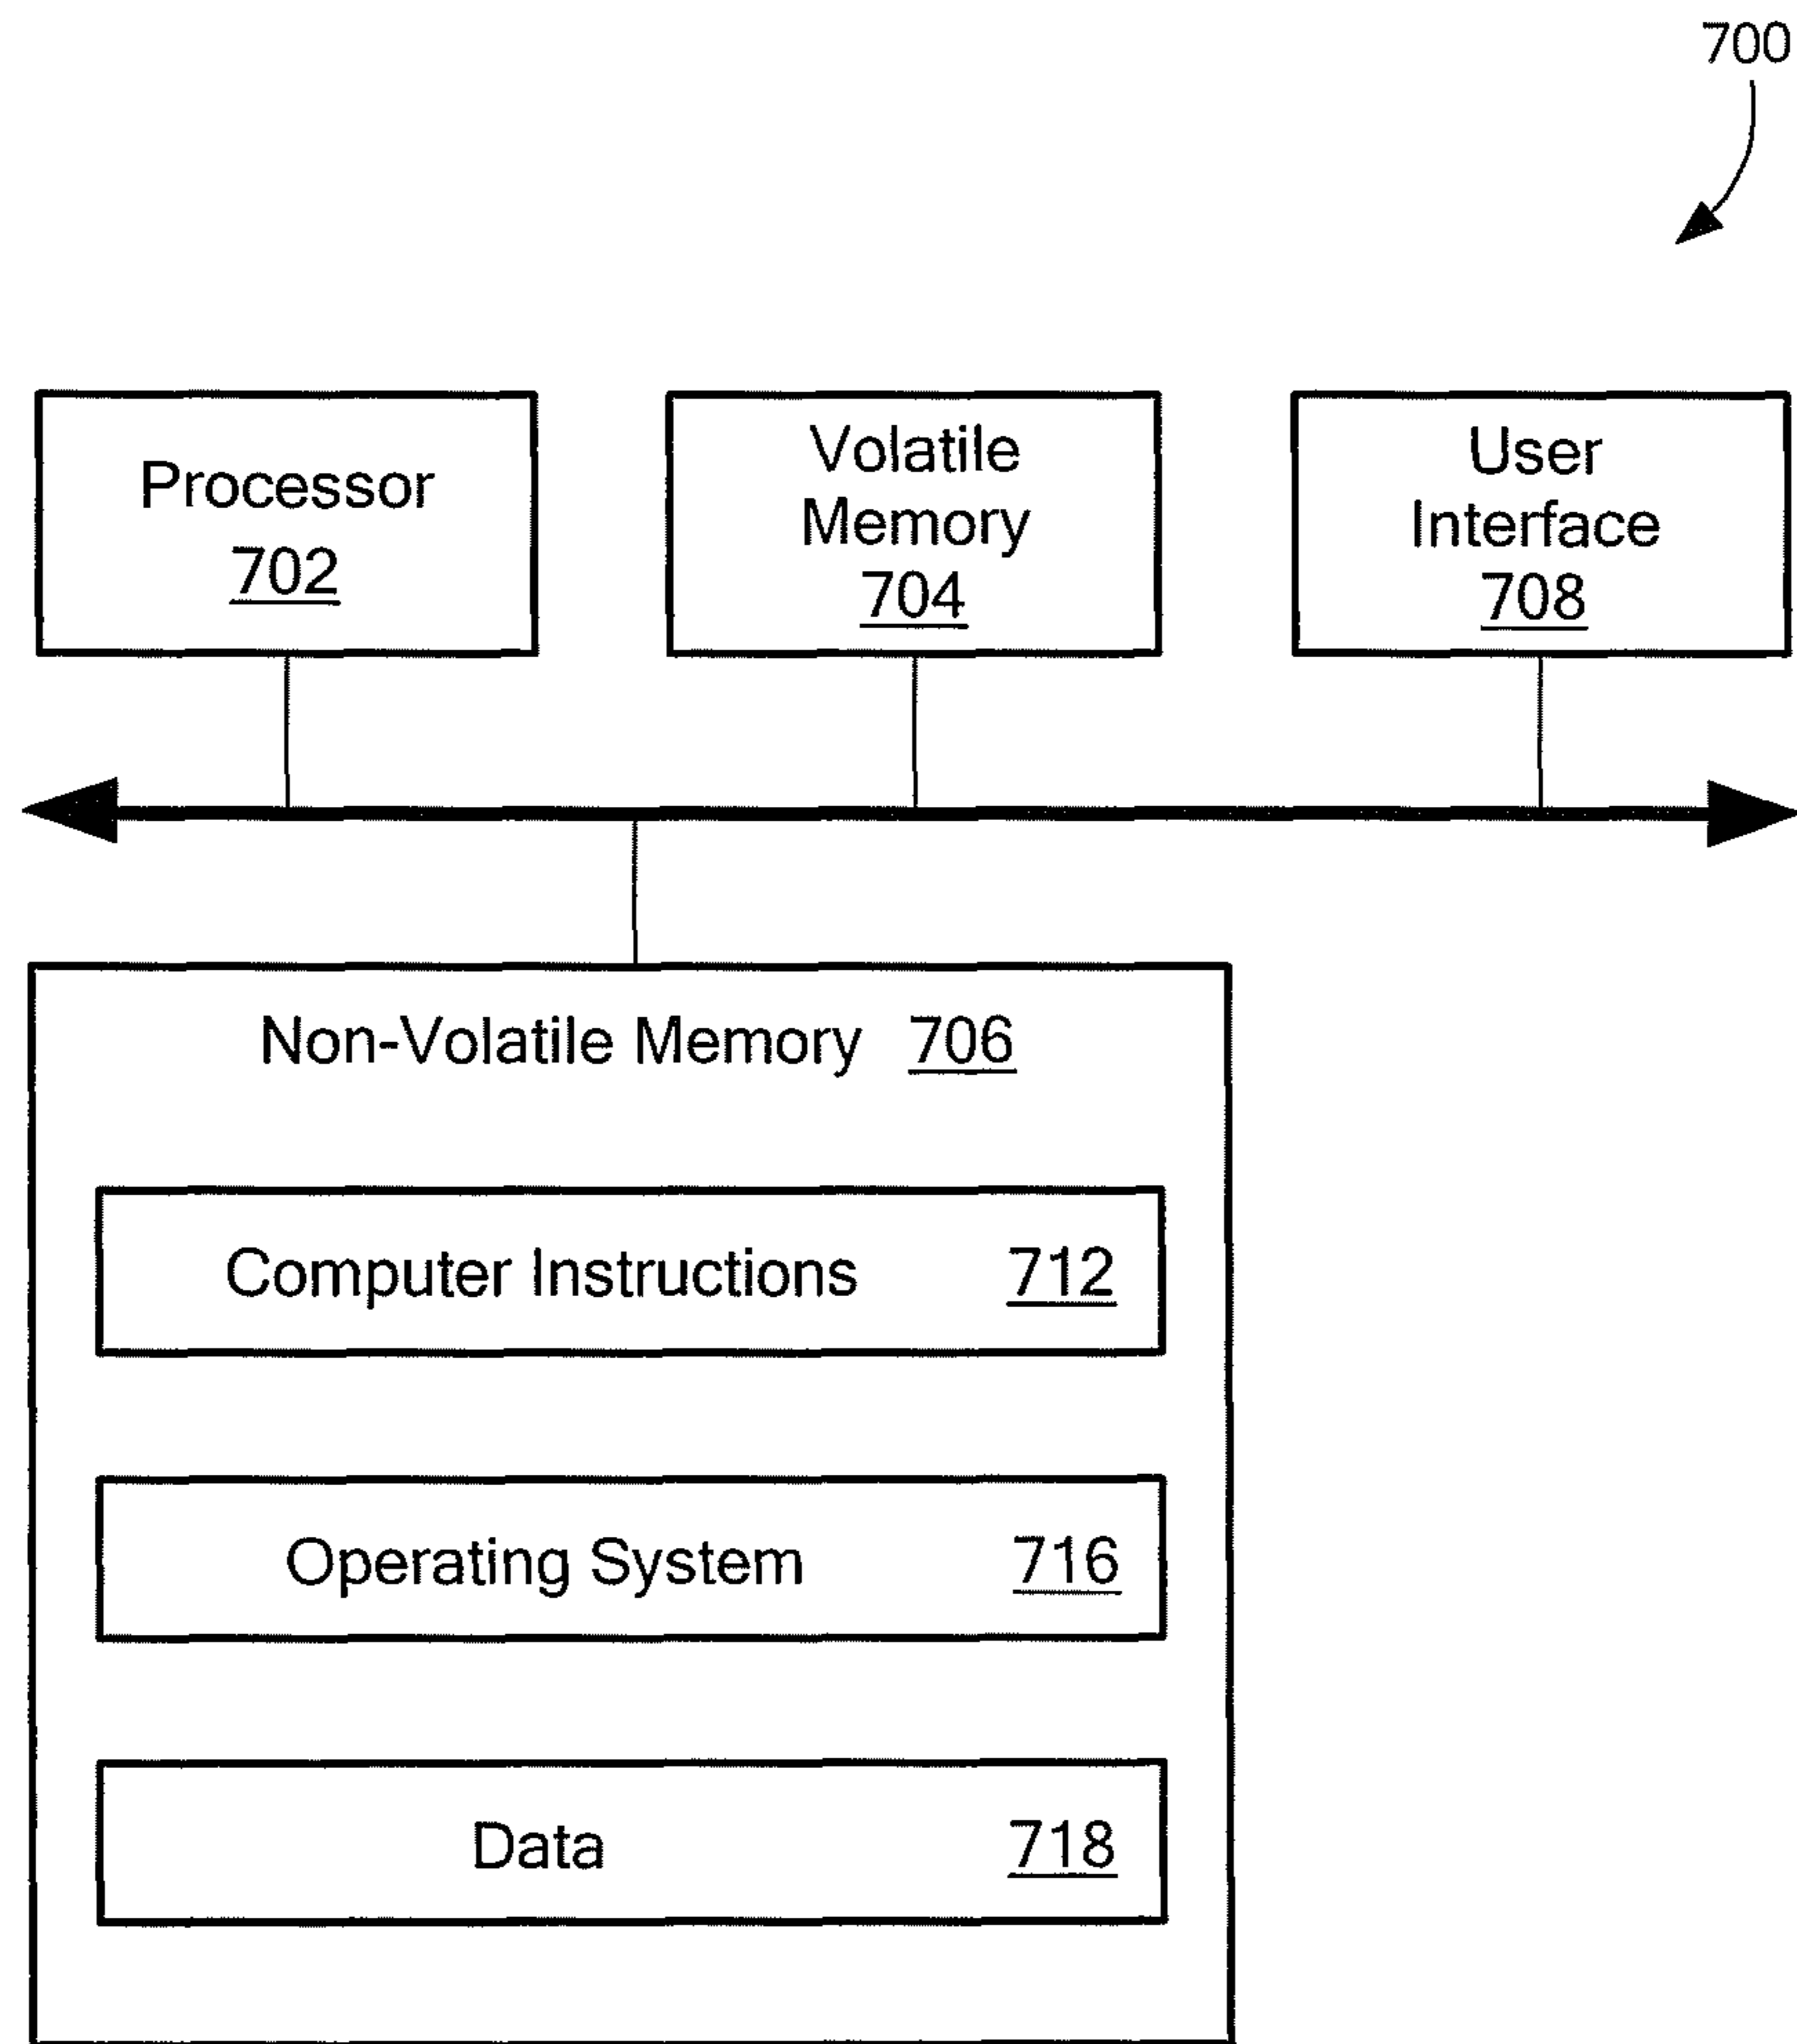 700
Processor
702
Volatile
Memory
704
User
Interface
708
Non-Volatile Memory 706
Computer Instructions 712
Operating System 716
Data 718